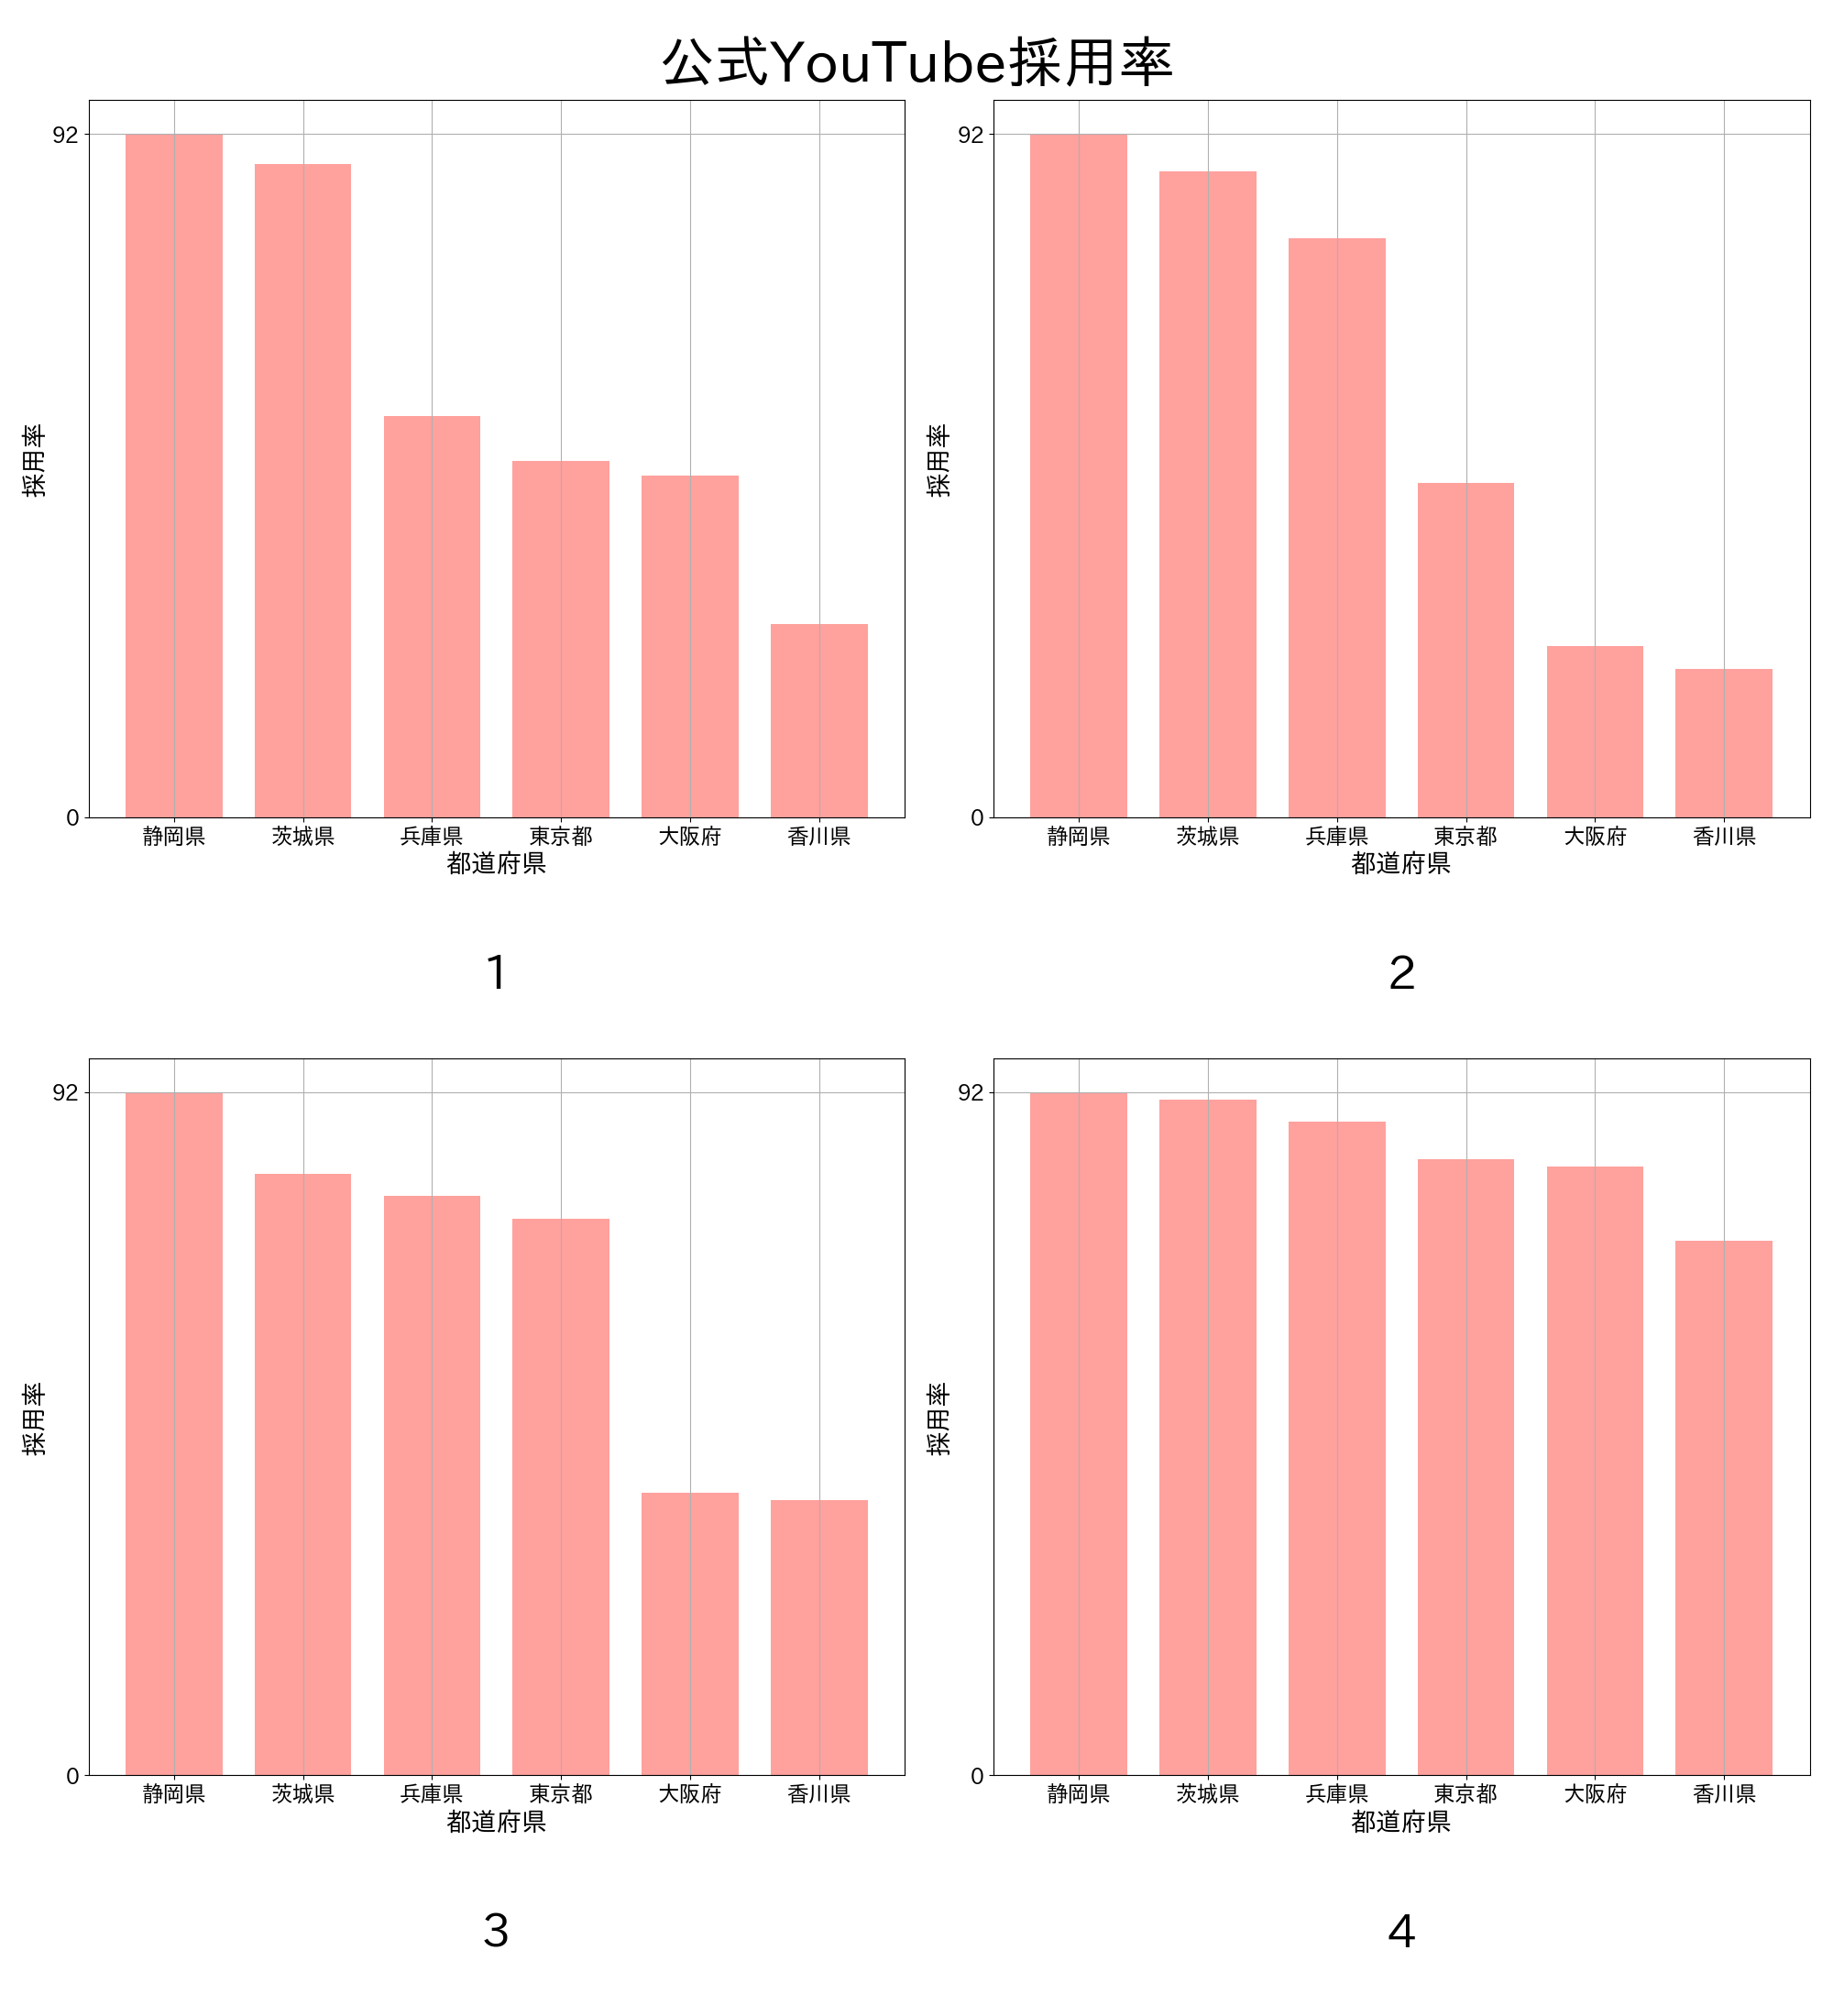 公式YouTube採用率
92
0
採用率
静岡県 茨城県 兵庫県 東京都 大阪府 香川県
都道府県
1
92
0
採用率
静岡県 茨城県 兵庫県 東京都 大阪府 香川県
都道府県
2
92
0
採用率
静岡県 茨城県 兵庫県 東京都 大阪府 香川県
都道府県
3
92
0
採用率
静岡県 茨城県 兵庫県 東京都 大阪府 香川県
都道府県
4